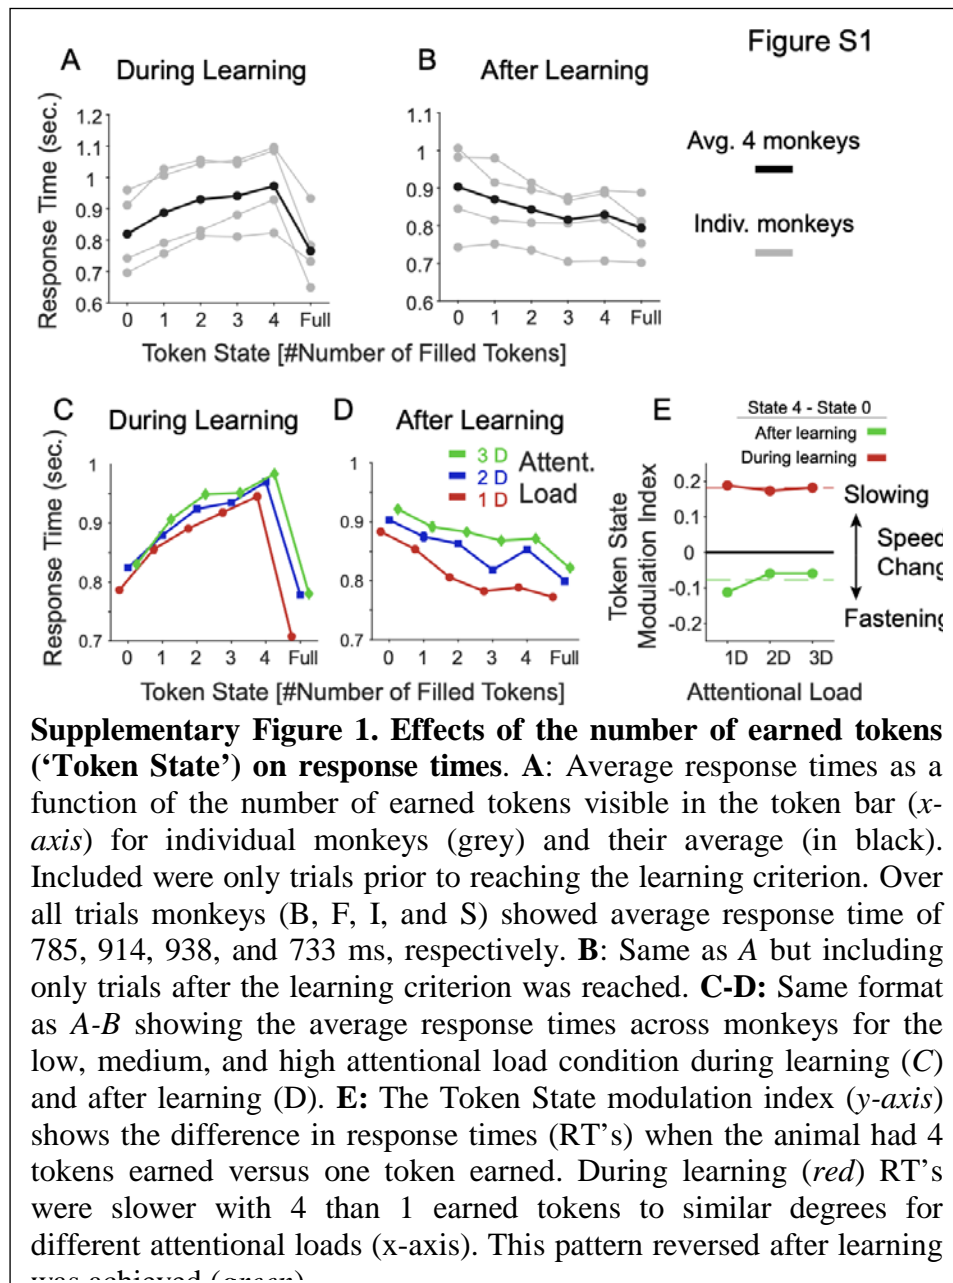 Figure S1
A During Learning
B After Learning
Response Time (sec.)
1.2
1.1
1
0.9
0.8
0.7
0.6
0 1 2 3 4 Full
1.1
1
0.9
0.8
0.7
0.6
0 1 2 3 4 Full
Token State [#Number of Filled Tokens]
Avg. 4 monkeys
Indiv. monkeys
C During Learning
Response Time (sec.)
1
0.9
0.8
0.7
0 1 2 3 4 Full
D After Learning
3 D
2 D
1 D
Attent.
Load
1
0.9
0.8
0.7
0 1 2 3 4 Full
Token State [#Number of Filled Tokens]
E
State 4 - State 0
After learning
During learning
Token State
Modulation Index
0.2
0.1
0
-0.1
-0.2
1D 2D 3D
Attentional Load
Slowing
Speed
Chang
Fastening
Supplementary Figure 1. Effects of the number of earned tokens
(‘Token State’) on response times. A: Average response times as a
function of the number of earned tokens visible in the token bar (x-
axis) for individual monkeys (grey) and their average (in black).
Included were only trials prior to reaching the learning criterion. Over
all trials monkeys (B, F, I, and S) showed average response time of
785, 914, 938, and 733 ms, respectively. B: Same as A but including
only trials after the learning criterion was reached. C-D: Same format
as A-B showing the average response times across monkeys for the
low, medium, and high attentional load condition during learning (C)
and after learning (D). E: The Token State modulation index (y-axis)
shows the difference in response times (RT’s) when the animal had 4
tokens earned versus one token earned. During learning (red) RT’s
were slower with 4 than 1 earned tokens to similar degrees for
different attentional loads (x-axis). This pattern reversed after learning
was achieved (green)